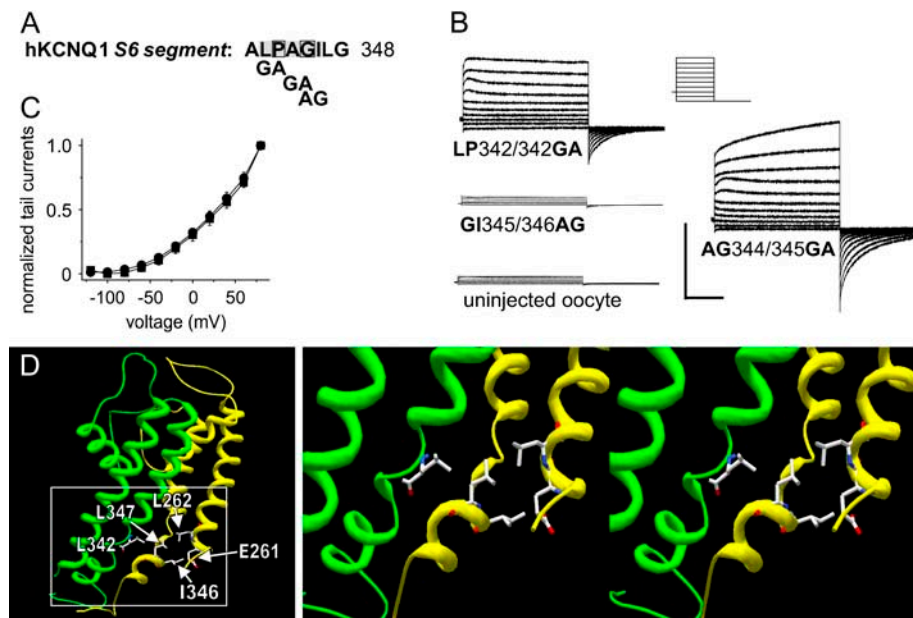 A
hKCNQ1 S6 segment: ALPAGILG 348
GA
GA
AG
C
normalized tail currents
1.0
0.5
0
-100 -50 0 50
voltage (mV)
B
LP342/342GA
GI345/346AG
uninjected oocyte
AG344/345GA
D
L262
L347
L342
E261
I346